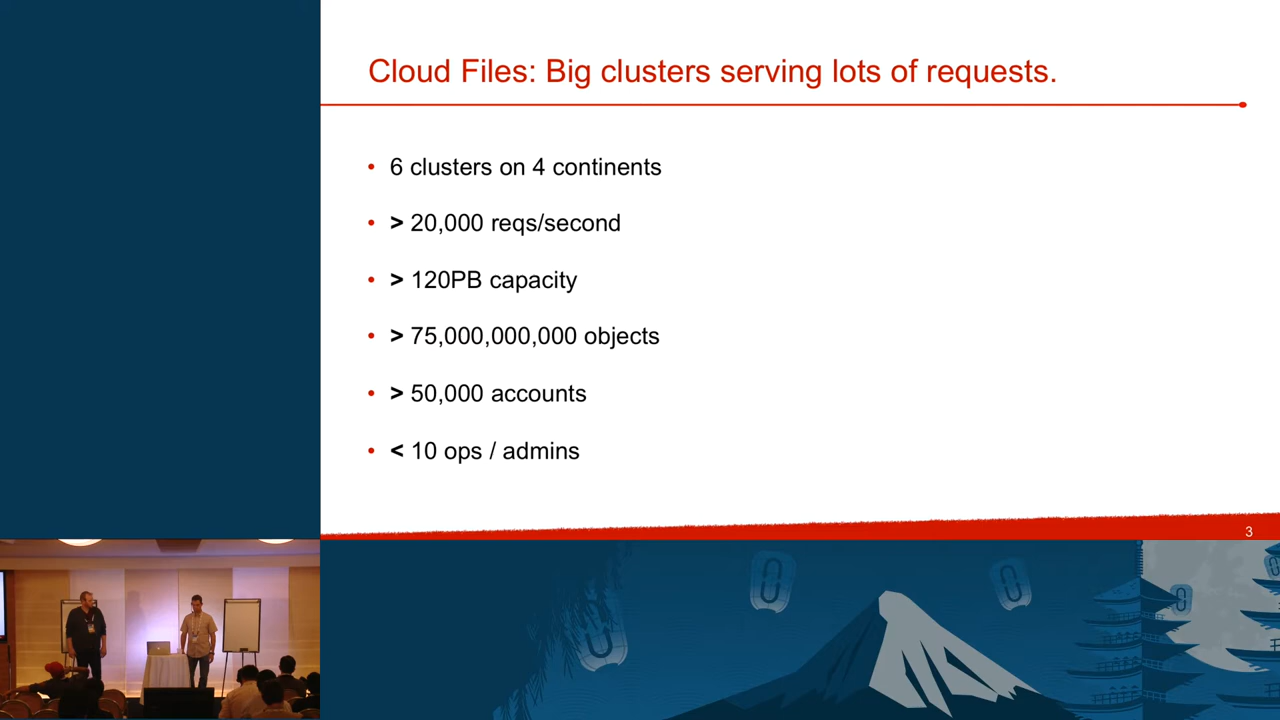 Cloud Files: Big clusters serving lots of requests.
• 6 clusters on 4 continents
• > 20,000 reqs/second
• > 120PB capacity
• > 75,000,000,000 objects
• > 50,000 accounts
• < 10 ops / admins
3